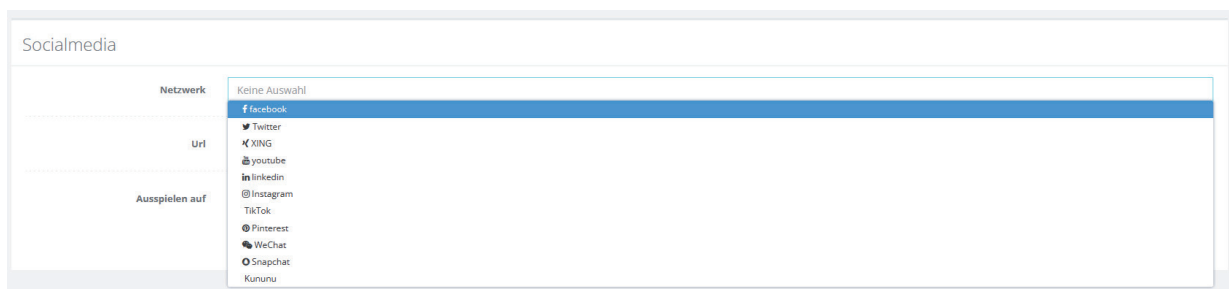 Socialmedia
Netzwerk
Keine Auswahl
facebook
Twitter
XING
youtube
linkedin
Instagram
TikTok
Pinterest
WeChat
Snapchat
Kununu
Url
Ausspielen auf